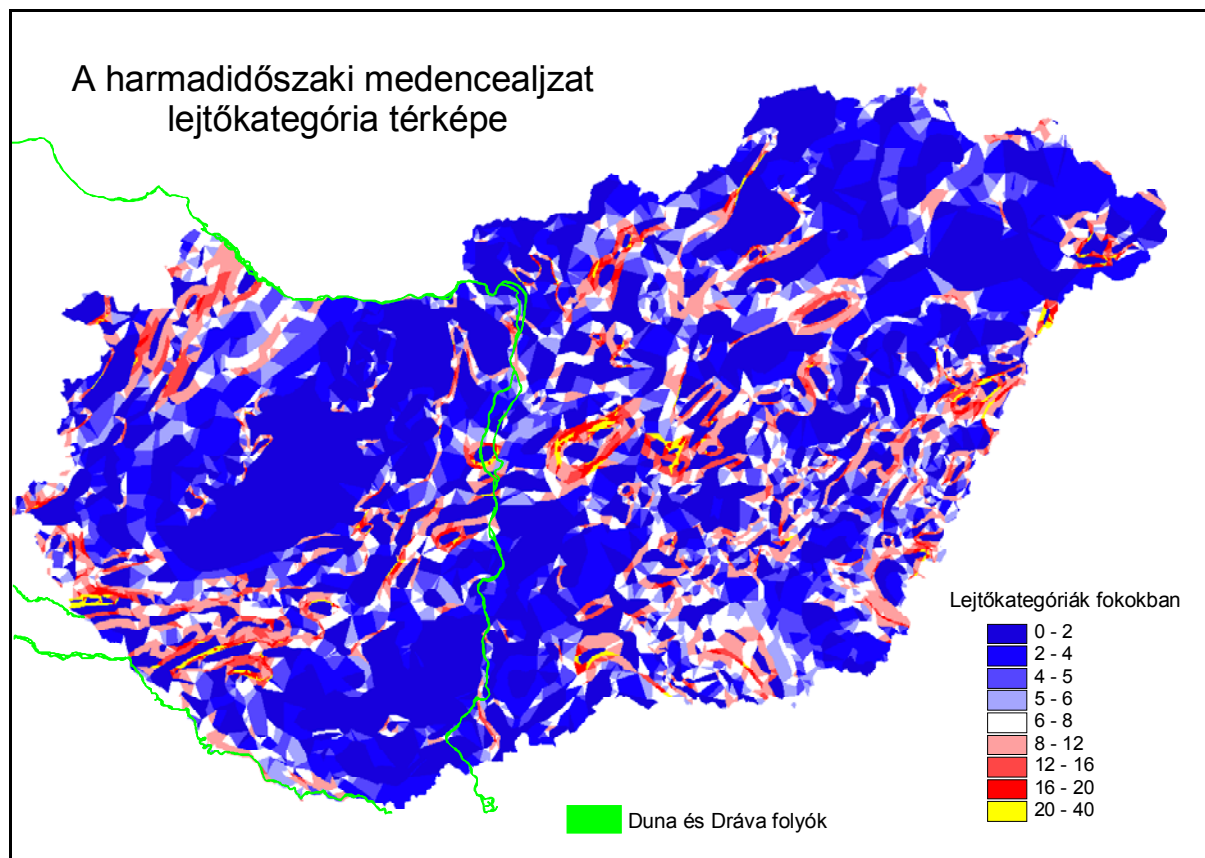 A harmadidőszaki medencealjzat
lejtőkategória térképe
Lejtőkategóriák fokokban
0 - 2
2 - 4
4 - 5
5 - 6
6 - 8
8 - 12
12 - 16
16 - 20
20 - 40
Duna és Dráva folyók